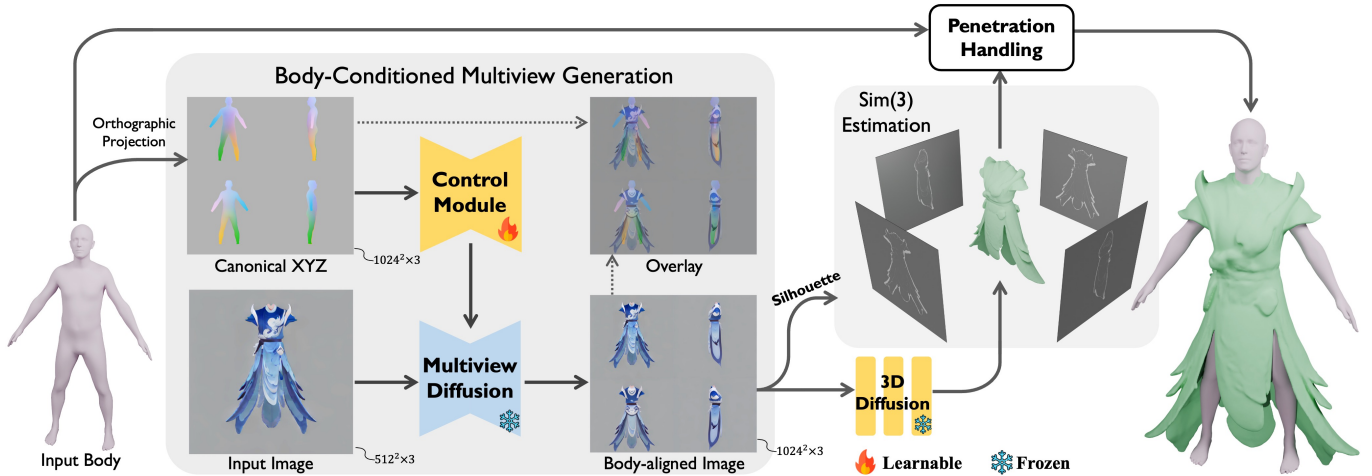 Penetration
Handling
Body-Conditioned Multiview Generation
Sim(3)
Estimation
Orthographic
Projection
Control
Module
Canonical XYZ
1024²×3
Overlay
Silhouette
Multiview
Diffusion
3D
Diffusion
Input Body
Input Image
512²×3
Body-aligned Image
1024²×3
Learnable
Frozen